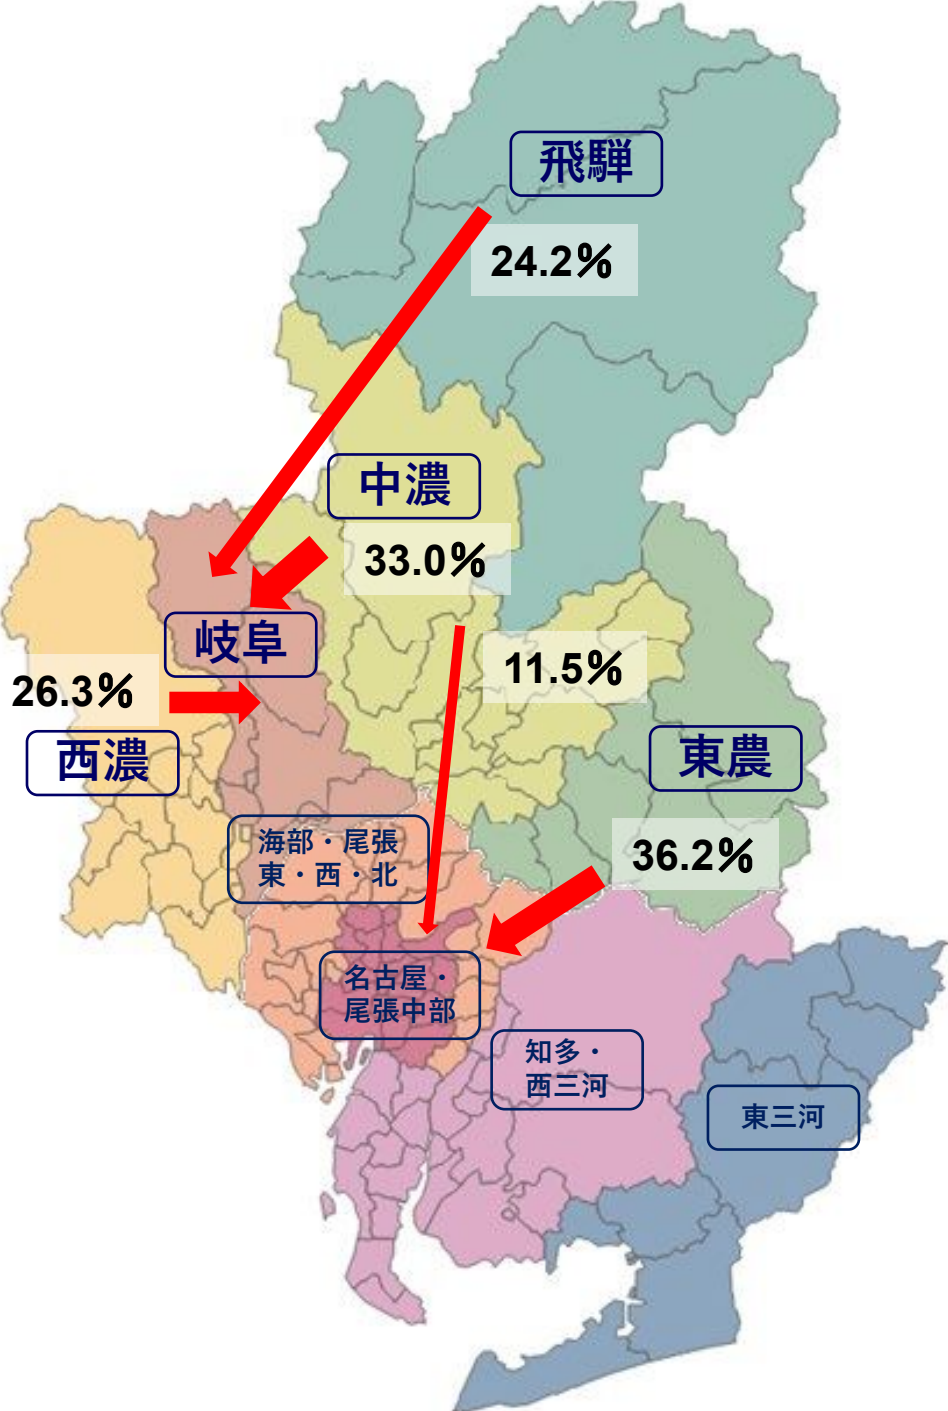 飛騨
24.2%
中濃
33.0%
岐阜
11.5%
26.3%
西濃
東農
海部・尾張
東・西・北
36.2%
名古屋・
尾張中部
知多・
西三河
東三河